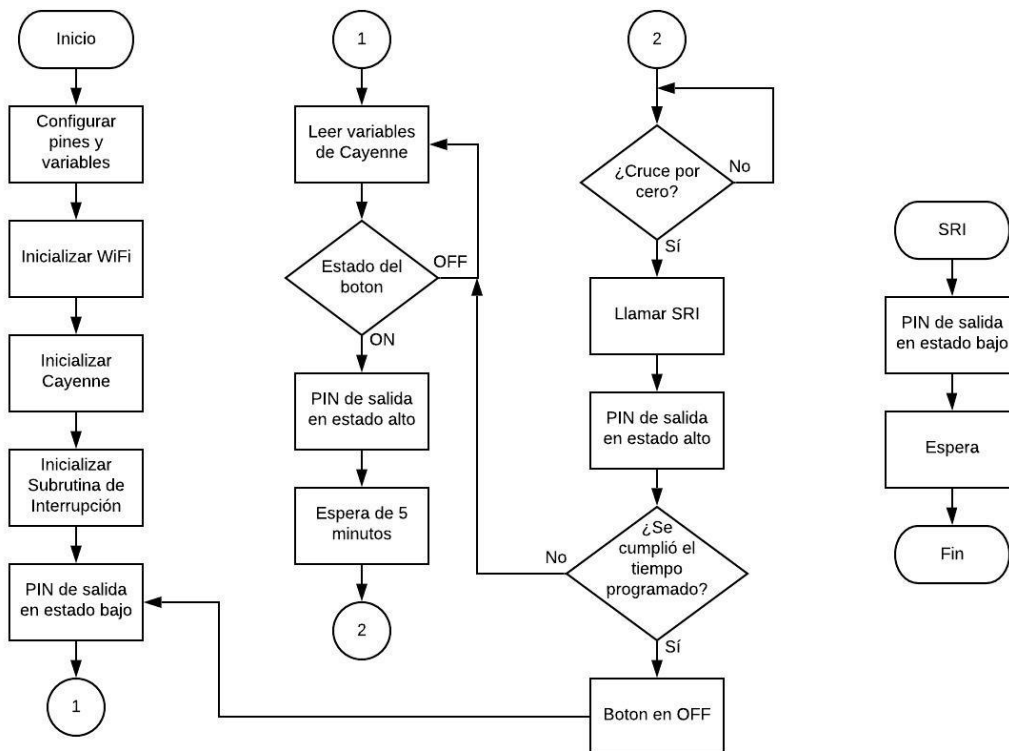 Inicio
Configurar
pines y
variables
Inicializar WiFi
Inicializar
Cayenne
Inicializar
Subrutina de
Interrupción
PIN de salida
en estado bajo
1
1
Leer variables
de Cayenne
Estado del
boton
OFF
ON
PIN de salida
en estado alto
Espera de 5
minutos
2
2
¿Cruce por
cero?
No
Sí
Llamar SRI
PIN de salida
en estado alto
¿Se
cumplió el
tiempo
programado?
No
Sí
Boton en OFF
SRI
PIN de salida
en estado bajo
Espera
Fin